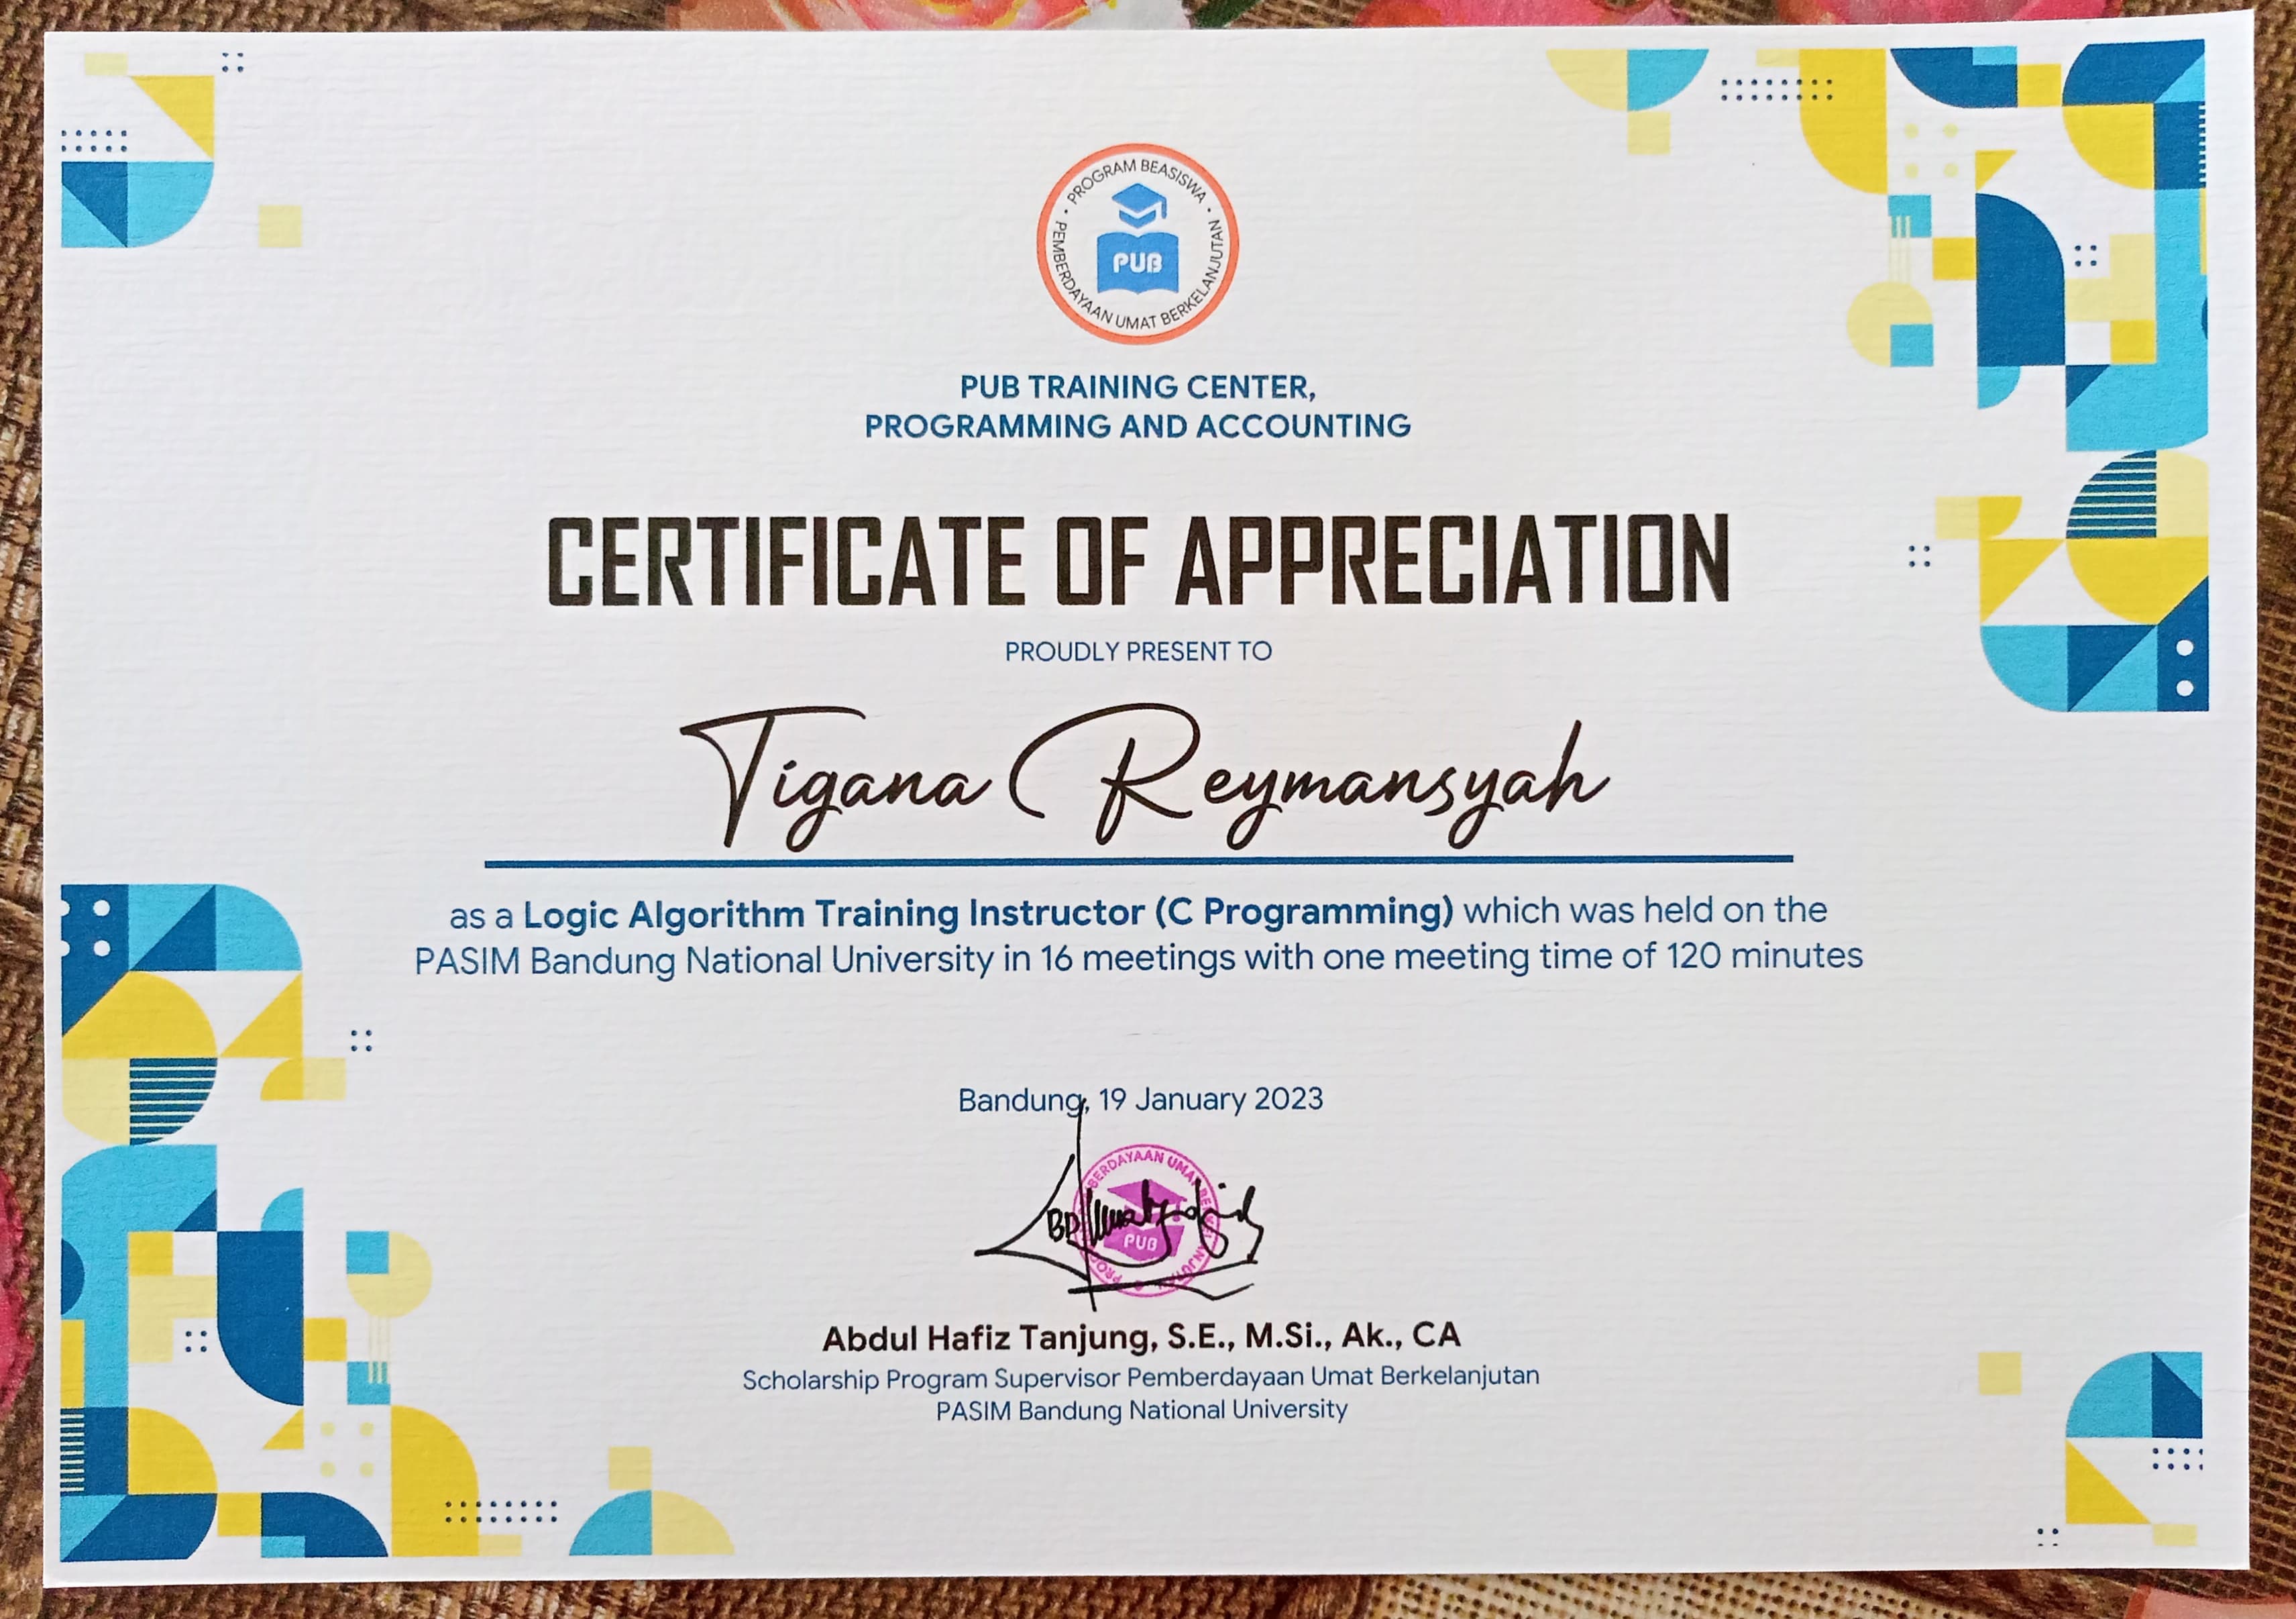 PROGRAM BEASISWA
PEMBERDAYAAN UMAT BERKELANJUTAN
PUB
PUB TRAINING CENTER,
PROGRAMMING AND ACCOUNTING
CERTIFICATE OF APPRECIATION
PROUDLY PRESENT TO
Tigana Reymansyah
as a Logic Algorithm Training Instructor (C Programming) which was held on the
PASIM Bandung National University in 16 meetings with one meeting time of 120 minutes
Bandung, 19 January 2023
BERDAYAAN UMA
PUB
Abdul Hafiz Tanjung, S.E., M.Si., Ak., CA
Scholarship Program Supervisor Pemberdayaan Umat Berkelanjutan
PASIM Bandung National University